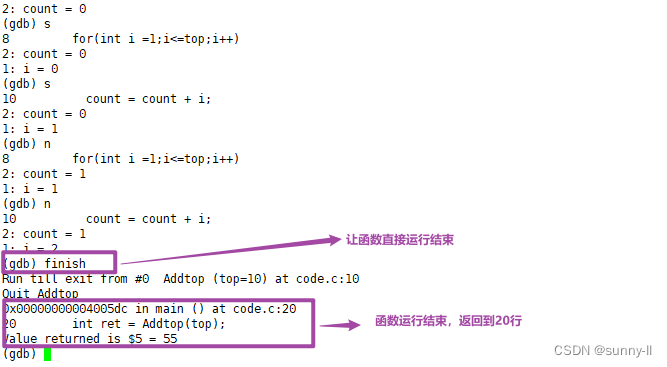 2: count = 0
(gdb) s
8         for(int i =1;i<=top;i++)
2: count = 0
1: i = 0
(gdb) s
10          count = count + i;
2: count = 0
1: i = 1
(gdb) n
8         for(int i =1;i<=top;i++)
2: count = 1
1: i = 1
(gdb) n
10          count = count + i;
2: count = 1
1: i = 2
(gdb) finish
让函数直接运行结束
Run till exit from #0  Addtop (top=10) at code.c:10
Quit Addtop
0x00000000004005dc in main () at code.c:20
20        int ret = Addtop(top);
函数运行结束，返回到20行
Value returned is $5 = 55
(gdb)
CSDN @sunny-ll